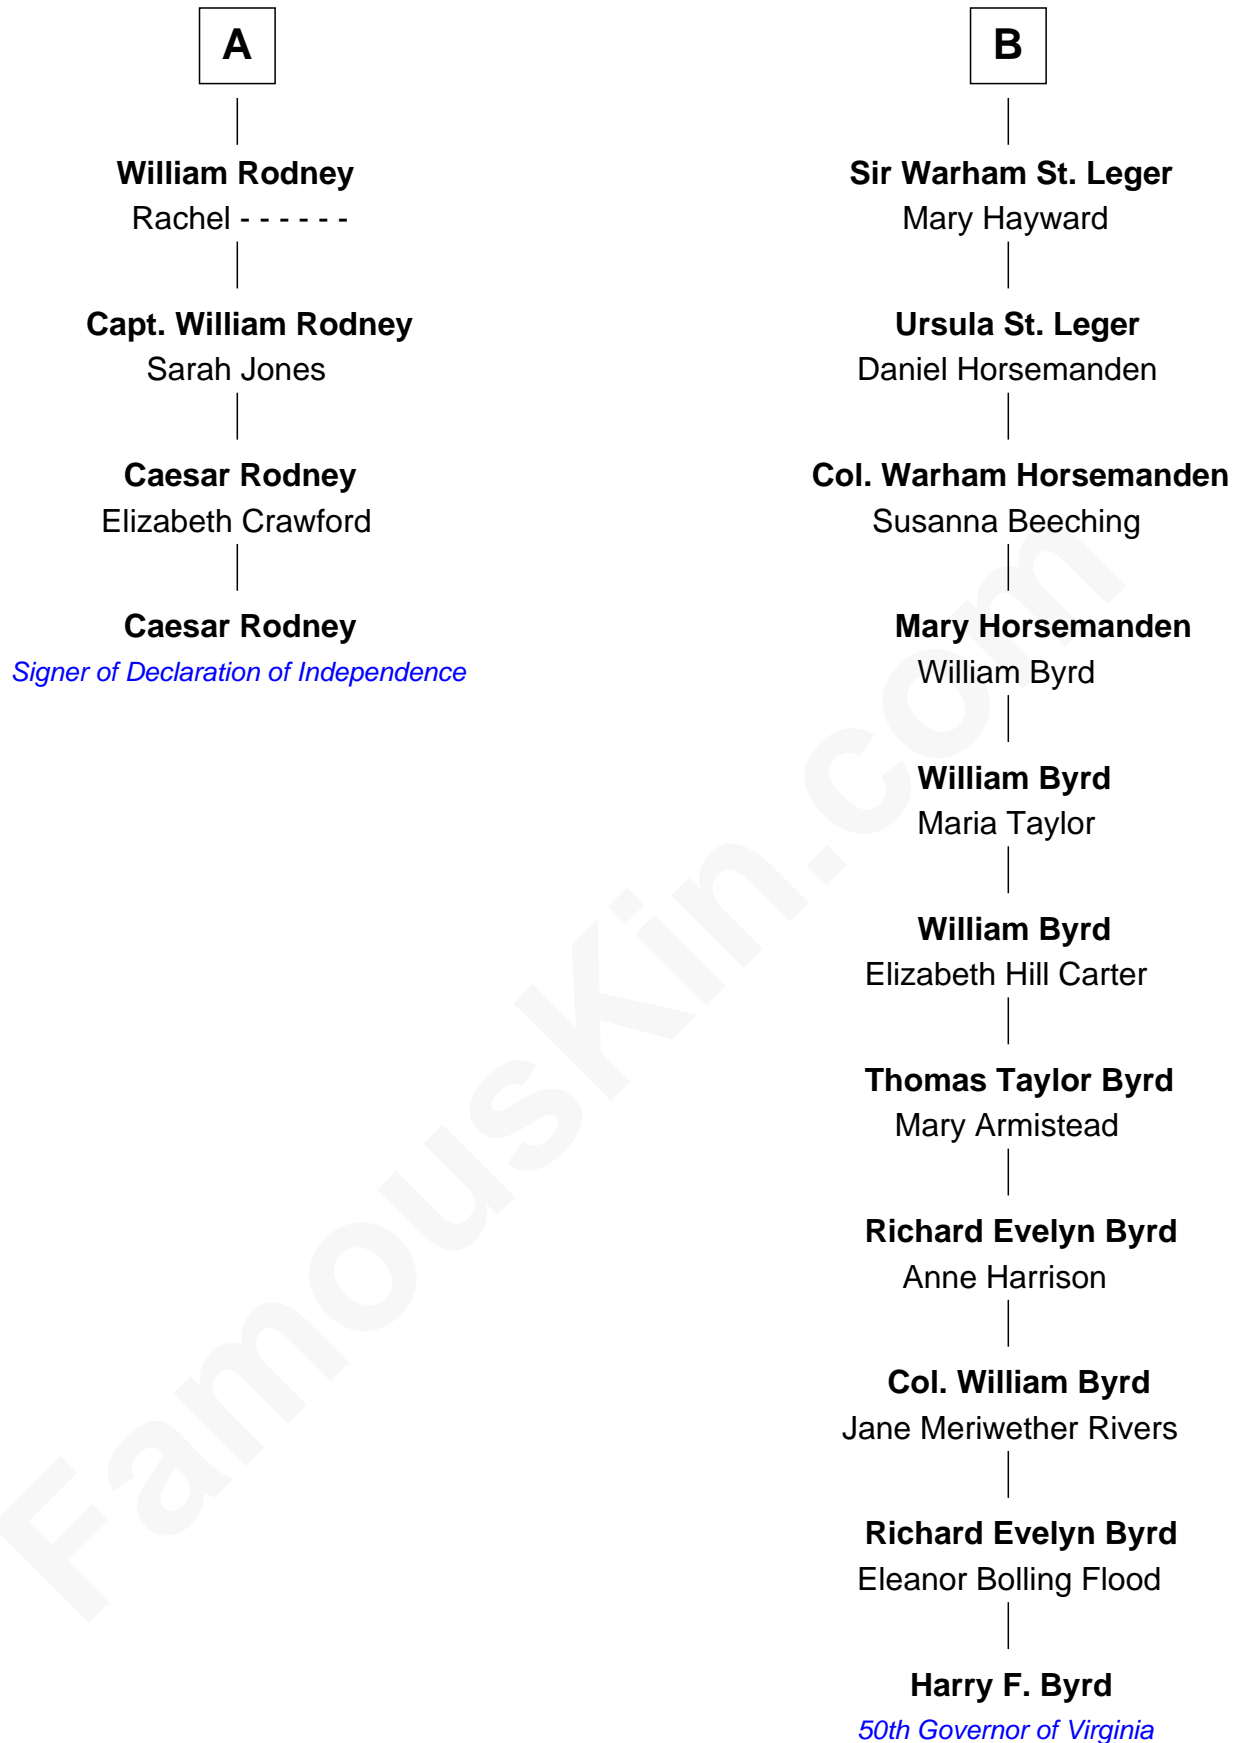 A
William Rodney
Rachel - - - - - -
Capt. William Rodney
Sarah Jones
Caesar Rodney
Elizabeth Crawford
Caesar Rodney
Signer of Declaration of Independence
B
Sir Warham St. Leger
Mary Hayward
Ursula St. Leger
Daniel Horsemanden
Col. Warham Horsemanden
Susanna Beeching
Mary Horsemanden
William Byrd
William Byrd
Maria Taylor
William Byrd
Elizabeth Hill Carter
Thomas Taylor Byrd
Mary Armistead
Richard Evelyn Byrd
Anne Harrison
Col. William Byrd
Jane Meriwether Rivers
Richard Evelyn Byrd
Eleanor Bolling Flood
Harry F. Byrd
50th Governor of Virginia
FamousKin.com